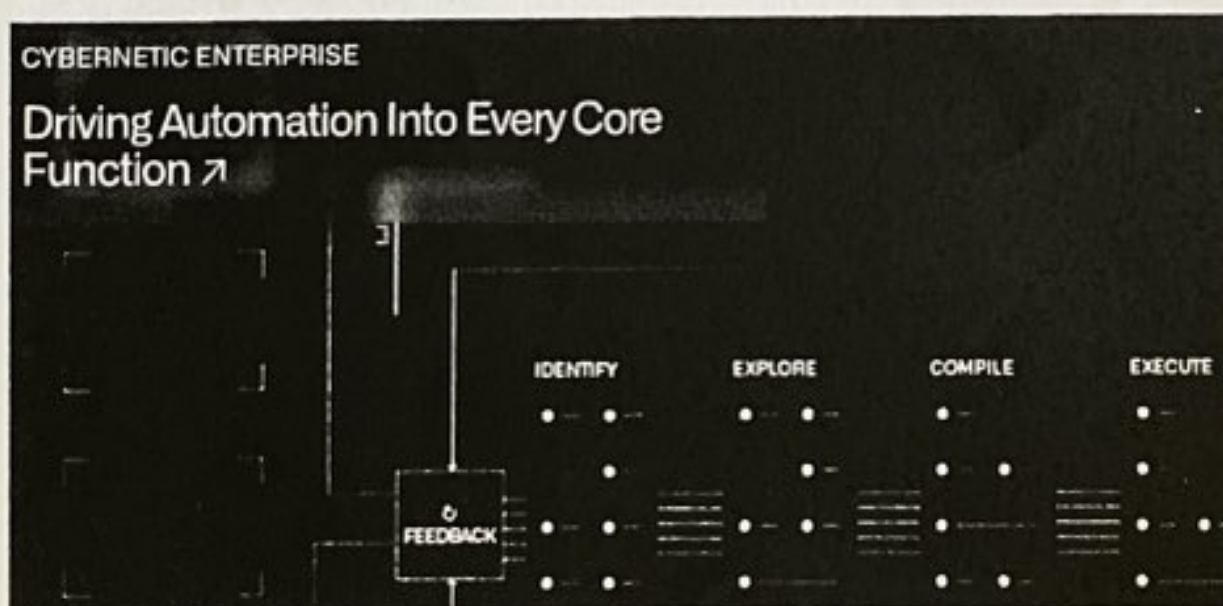 CYBERNETIC ENTERPRISE
Driving Automation Into Every Core
Function ↗
IDENTIFY
EXPLORE
COMPILE
EXECUTE
FEEDBACK